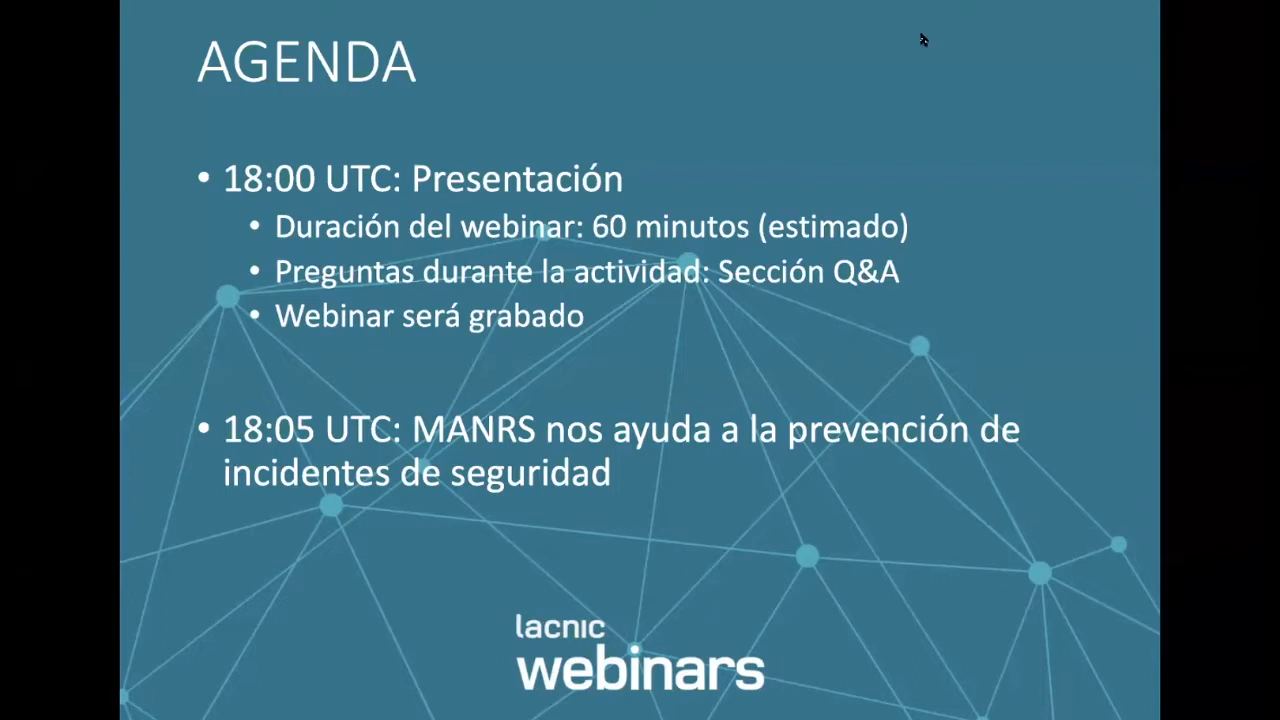 AGENDA
• 18:00 UTC: Presentación
• Duración del webinar: 60 minutos (estimado)
• Preguntas durante la actividad: Sección Q&A
• Webinar será grabado
• 18:05 UTC: MANRS nos ayuda a la prevención de
incidentes de seguridad
lacnic
webinars